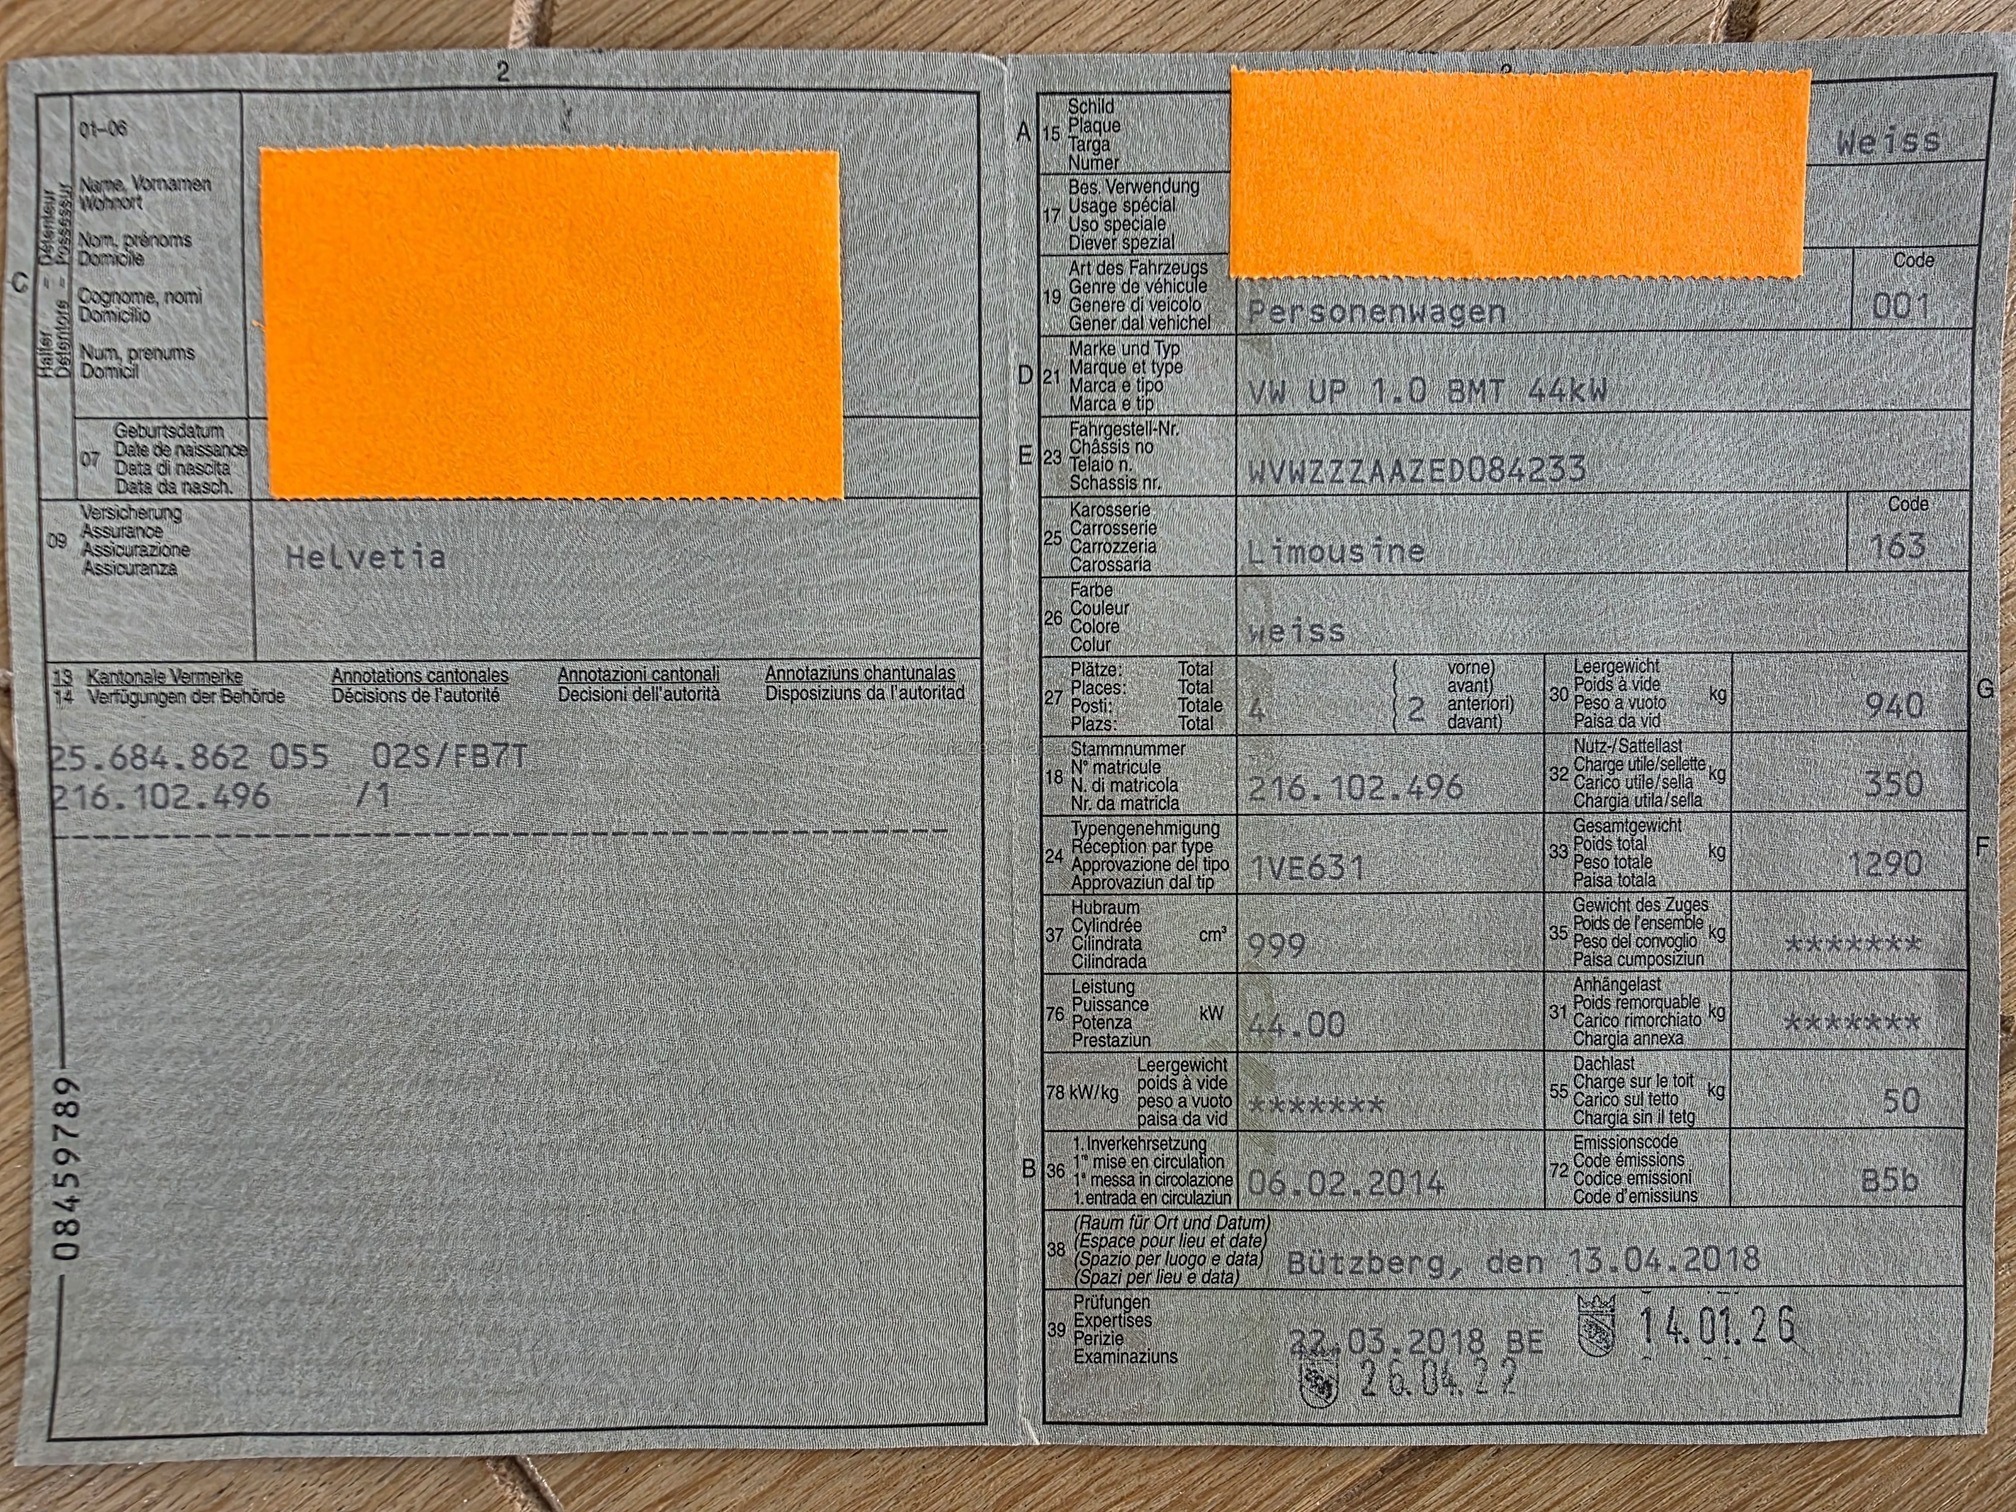 2
01–06
Name, Vornamen
Wohnort
Nom, prénoms
Domicile
Cognome, nomi
Domicilio
Num, prenums
Domicil
C
Halter = Détenteur
Detentore = Possessur
07
Geburtsdatum
Date de naissance
Data di nascita
Data da nasch.
09
Versicherung
Assurance
Assicurazione
Assicuranza
Helvetia
13 Kantonale Vermerke Annotations cantonales Annotazioni cantonali Annotaziuns chantunalas
14 Verfügungen der Behörde Décisions de l'autorité Decisioni dell'autorità Disposiziuns da l'autoritad
25.684.862 055 02S/FB7T
216.102.496 /1
08459789
A 15
Schild
Plaque
Targa
Numer
Weiss
17
Bes. Verwendung
Usage spécial
Uso speciale
Diever spezial
19
Art des Fahrzeugs
Genre de véhicule
Genere di veicolo
Gener dal vehichel
Personenwagen
Code
001
D 21
Marke und Typ
Marque et type
Marca e tipo
Marca e tip
VW UP 1.0 BMT 44kW
E 23
Fahrgestell-Nr.
Châssis no
Telaio n.
Schassis nr.
WVWZZZAAZED084233
25
Karosserie
Carrosserie
Carrozzeria
Carossaria
Limousine
Code
163
26
Farbe
Couleur
Colore
Colur
weiss
27
Plätze: Total
Places: Total
Posti: Totale
Plazs: Total
4
( 2
vorne)
avant)
anteriori)
davant)
30
Leergewicht
Poids à vide
Peso a vuoto
Paisa da vid
kg
940
G
18
Stammnummer
N° matricule
N. di matricola
Nr. da matricla
216.102.496
32
Nutz-/Sattellast
Charge utile/sellette
Carico utile/sella
Chargia utila/sella
kg
350
24
Typengenehmigung
Réception par type
Approvazione del tipo
Approvaziun dal tip
1VE631
33
Gesamtgewicht
Poids total
Peso totale
Paisa totala
kg
1290
F
37
Hubraum
Cylindrée
Cilindrata
Cilindrada
cm³
999
35
Gewicht des Zuges
Poids de l'ensemble
Peso del convoglio
Paisa cumposiziun
kg
*******
76
Leistung
Puissance
Potenza
Prestaziun
kW
44.00
31
Anhängelast
Poids remorquable
Carico rimorchiato
Chargia annexa
kg
*******
78 kW/kg
Leergewicht
poids à vide
peso a vuoto
paisa da vid
*******
55
Dachlast
Charge sur le toit
Carico sul tetto
Chargia sin il tetg
kg
50
B 36
1. Inverkehrsetzung
1re mise en circulation
1a messa in circolazione
1. entrada en circulaziun
06.02.2014
72
Emissionscode
Code émissions
Codice emissioni
Code d'emissiuns
B5b
38
(Raum für Ort und Datum)
(Espace pour lieu et date)
(Spazio per luogo e data)
(Spazi per lieu e data)
Bützberg, den 13.04.2018
39
Prüfungen
Expertises
Perizie
Examinaziuns
22.03.2018 BE
14.01.26
26.04.22